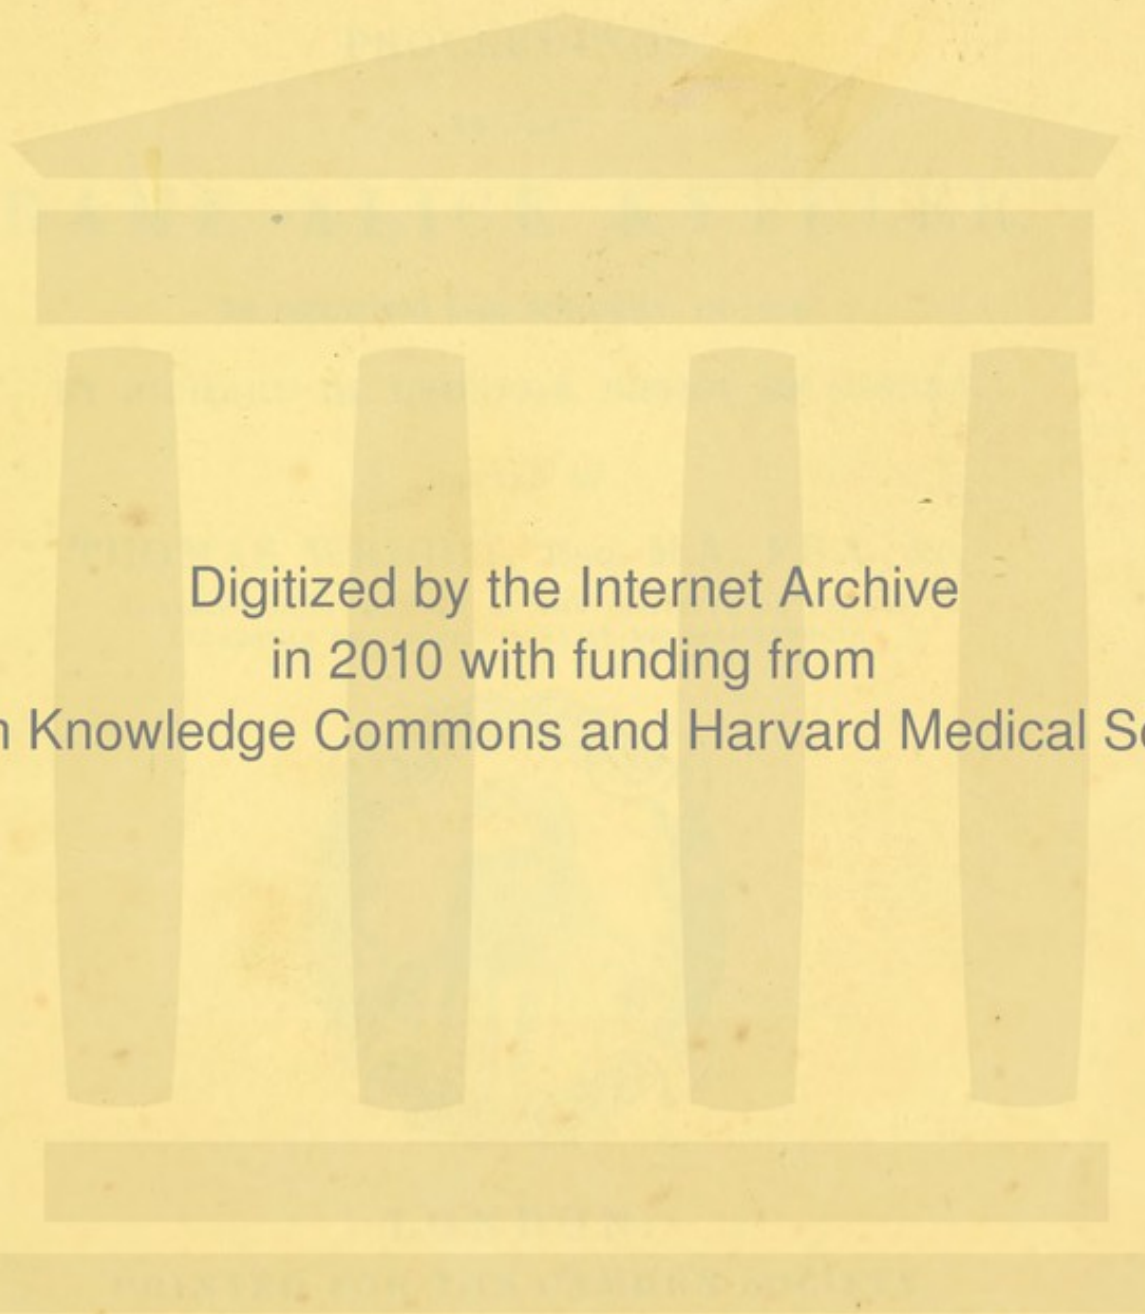 Digitized by the Internet Archive
in 2010 with funding from
Knowledge Commons and Harvard Medical